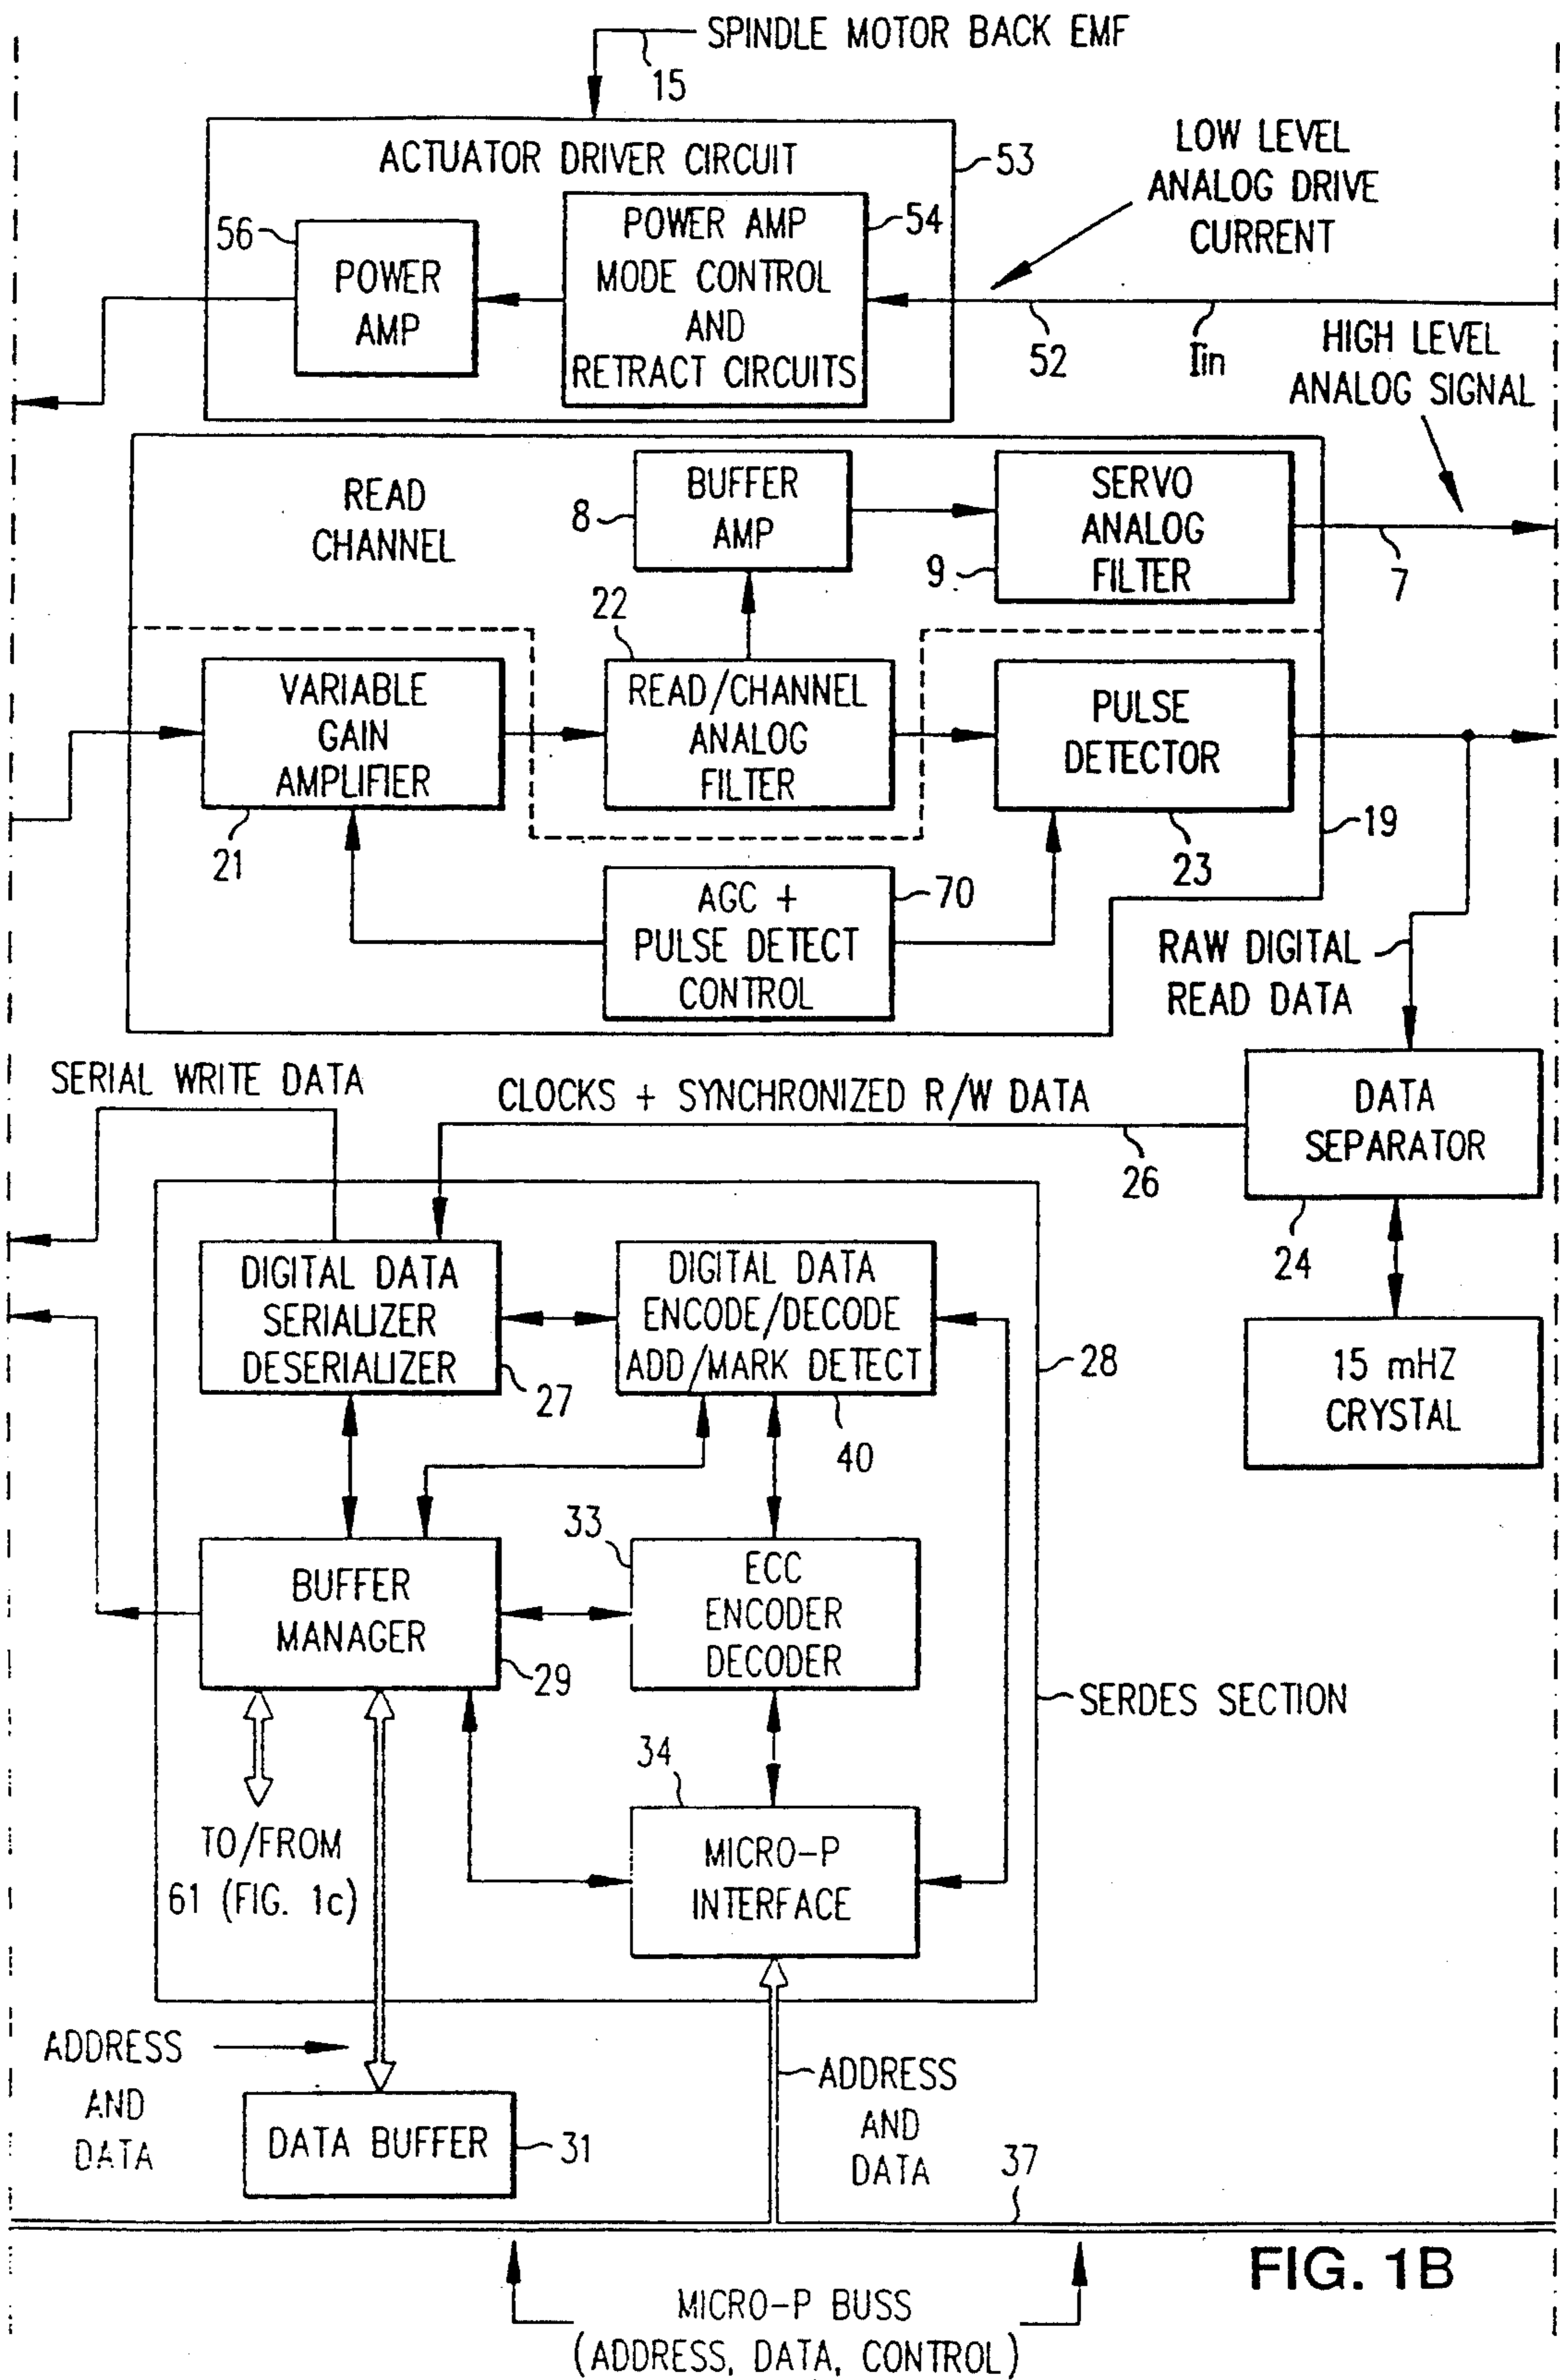 SPINDLE MOTOR BACK EMF
15
ACTUATOR DRIVER CIRCUIT
53
LOW LEVEL
ANALOG DRIVE
CURRENT
56
POWER
AMP
POWER AMP
MODE CONTROL
AND
RETRACT CIRCUITS
54
52
Iin
HIGH LEVEL
ANALOG SIGNAL
READ
CHANNEL
8
BUFFER
AMP
9
SERVO
ANALOG
FILTER
7
22
VARIABLE
GAIN
AMPLIFIER
21
READ/CHANNEL
ANALOG
FILTER
PULSE
DETECTOR
23
19
AGC +
PULSE DETECT
CONTROL
70
RAW DIGITAL
READ DATA
SERIAL WRITE DATA
CLOCKS + SYNCHRONIZED R/W DATA
26
DATA
SEPARATOR
24
15 mHZ
CRYSTAL
DIGITAL DATA
SERIALIZER
DESERIALIZER
27
DIGITAL DATA
ENCODE/DECODE
ADD/MARK DETECT
40
28
BUFFER
MANAGER
29
33
ECC
ENCODER
DECODER
SERDES SECTION
34
MICRO-P
INTERFACE
TO/FROM
61 (FIG. 1c)
ADDRESS
AND
DATA
DATA BUFFER
31
ADDRESS
AND
DATA
37
MICRO-P BUSS
(ADDRESS, DATA, CONTROL)
FIG. 1B